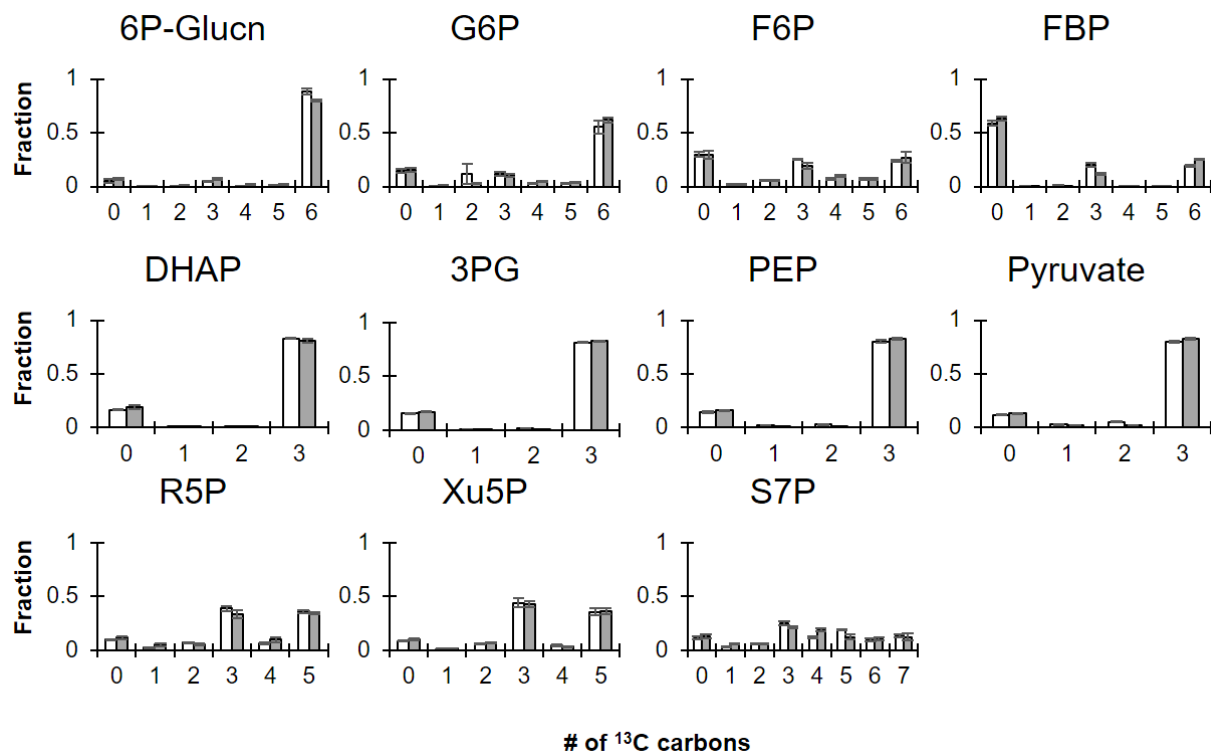 6P-Glucn G6P F6P FBP
Fraction 1 0.5 0 1 0.5 0 1 0.5 0 1 0.5 0
0 1 2 3 4 5 6 0 1 2 3 4 5 6 0 1 2 3 4 5 6 0 1 2 3 4 5 6
DHAP 3PG PEP Pyruvate
Fraction 1 0.5 0 1 0.5 0 1 0.5 0 1 0.5 0
0 1 2 3 0 1 2 3 0 1 2 3 0 1 2 3
R5P Xu5P S7P
Fraction 1 0.5 0 1 0.5 0 1 0.5 0
0 1 2 3 4 5 0 1 2 3 4 5 0 1 2 3 4 5 6 7
# of ¹³C carbons